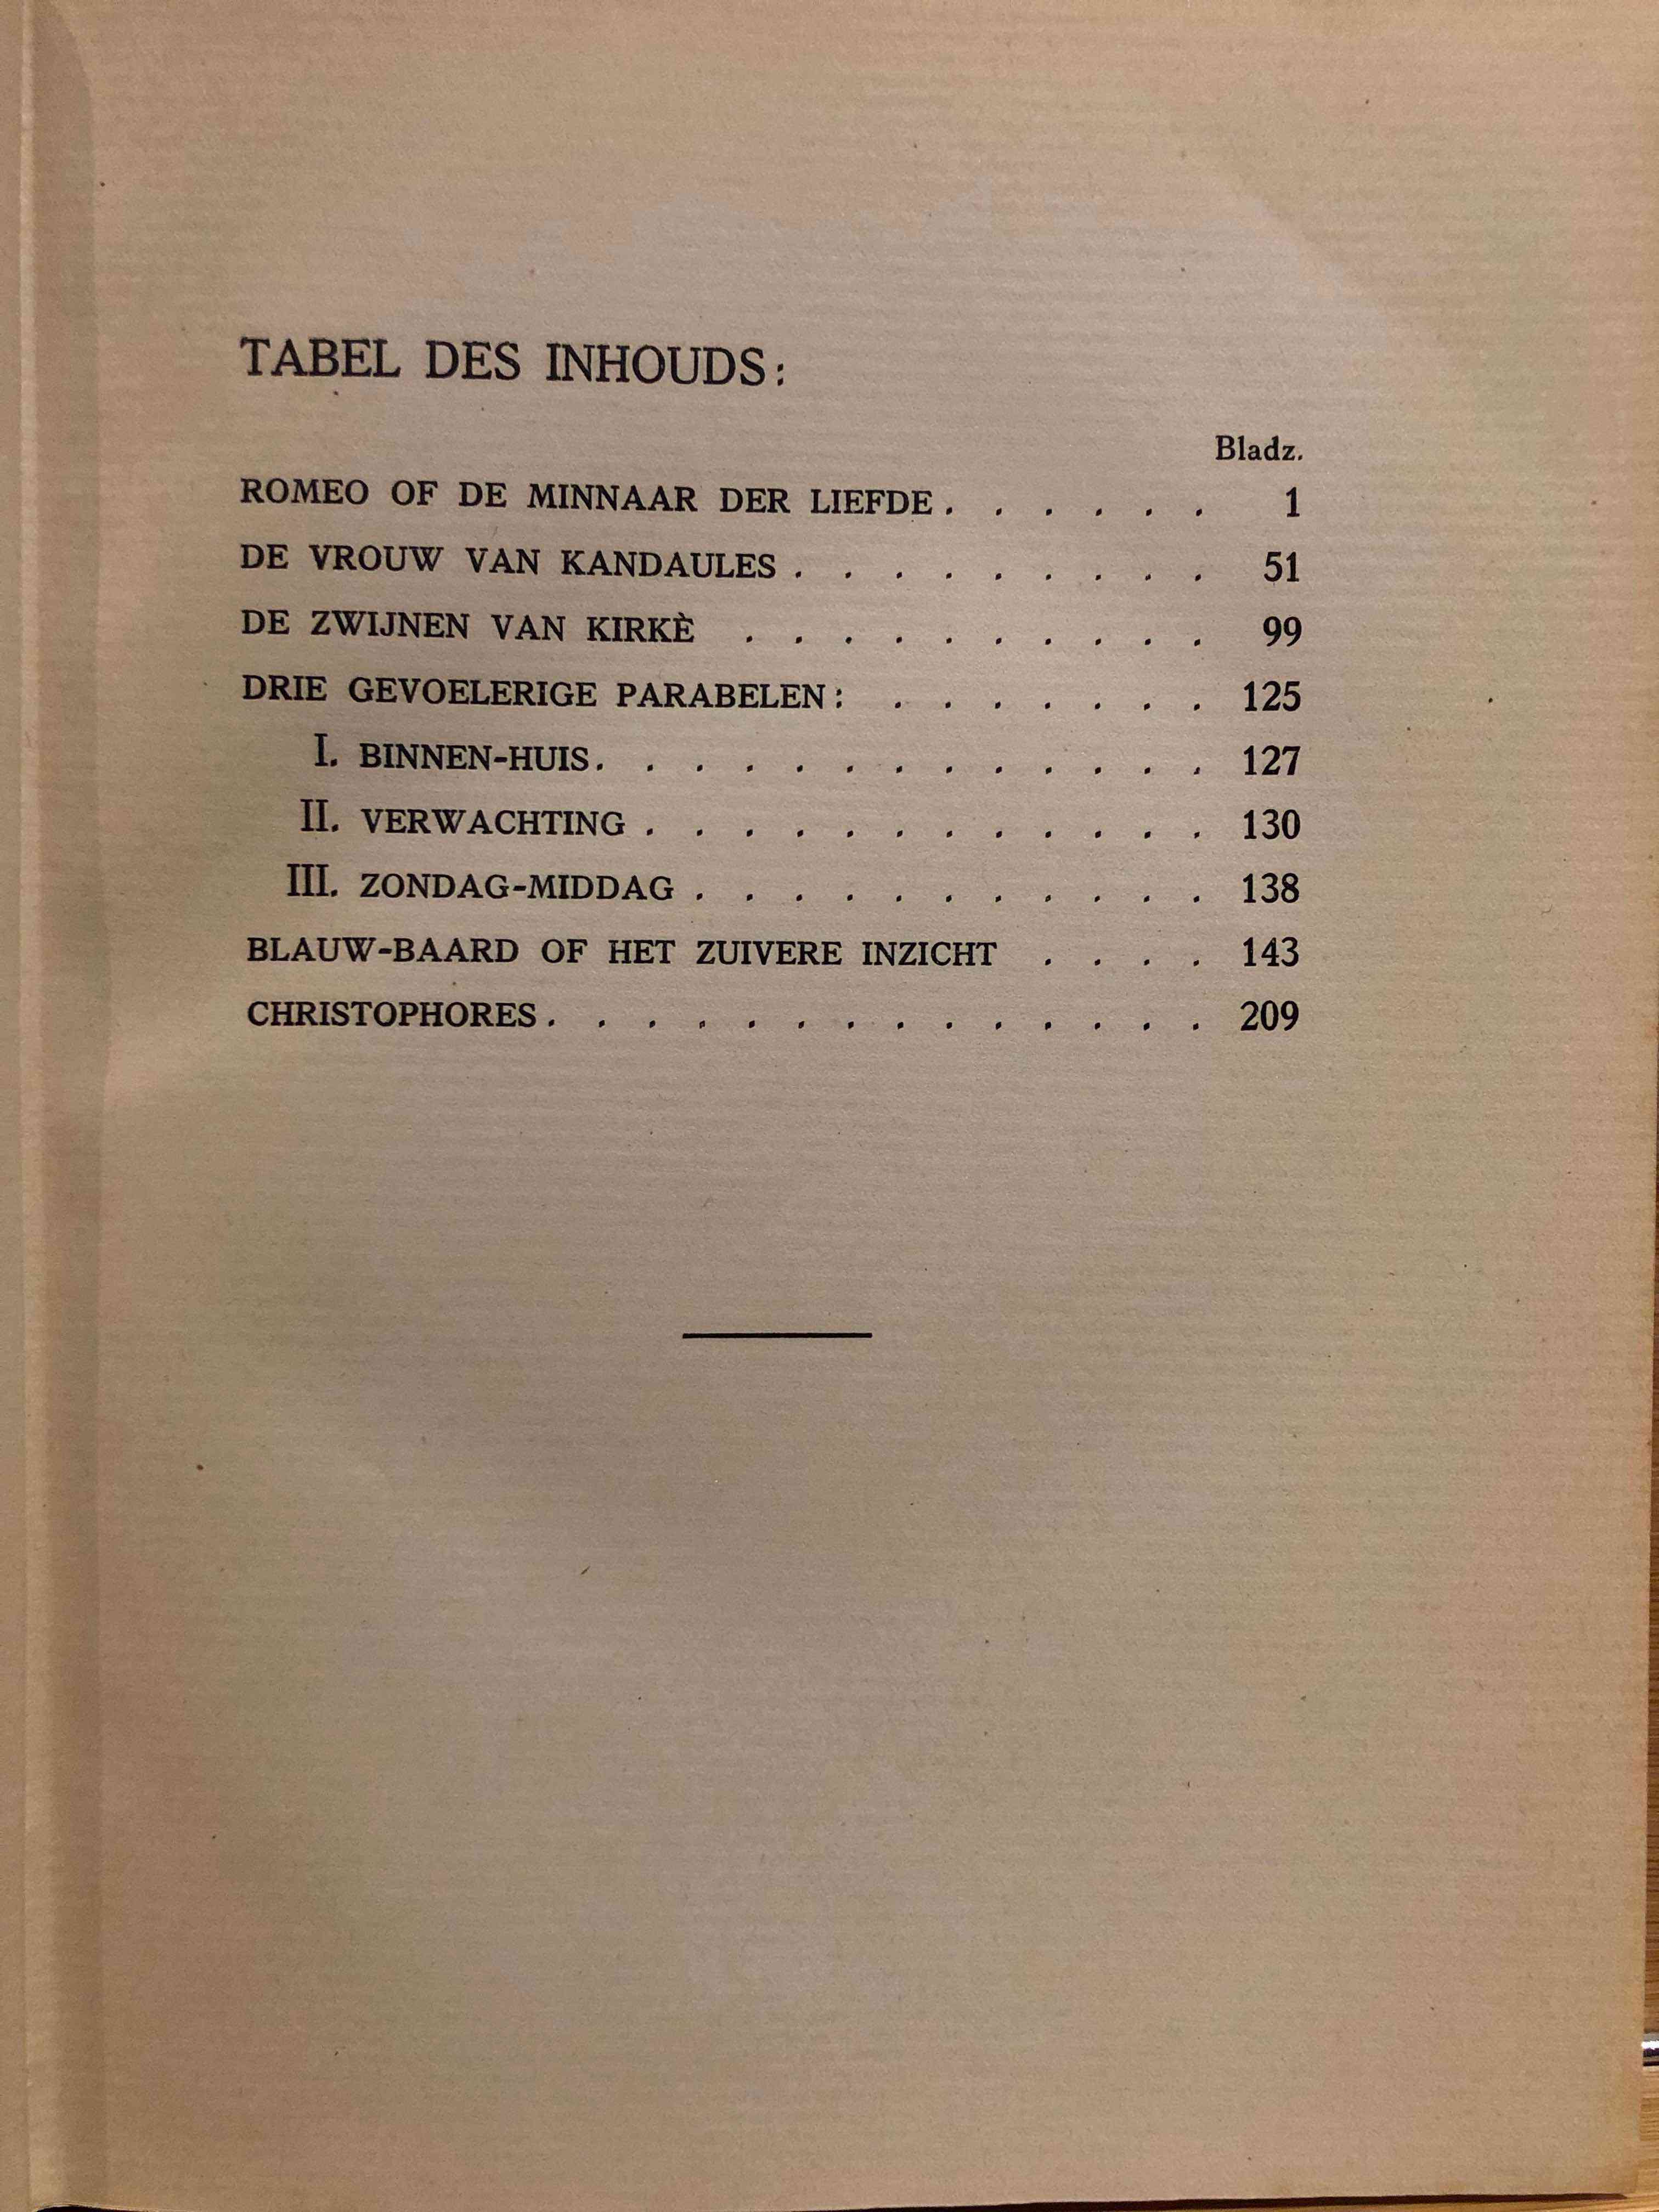 TABEL DES INHOUDS:
Bladz.
ROMEO OF DE MINNAAR DER LIEFDE . . . . . . 1
DE VROUW VAN KANDAULES . . . . . . . . . 51
DE ZWIJNEN VAN KIRKÈ . . . . . . . . . . 99
DRIE GEVOELERIGE PARABELEN: . . . . . . . 125
I. BINNEN-HUIS. . . . . . . . . . . . . 127
II. VERWACHTING . . . . . . . . . . . . 130
III. ZONDAG-MIDDAG . . . . . . . . . . . 138
BLAUW-BAARD OF HET ZUIVERE INZICHT . . . . 143
CHRISTOPHORES. . . . . . . . . . . . . . 209